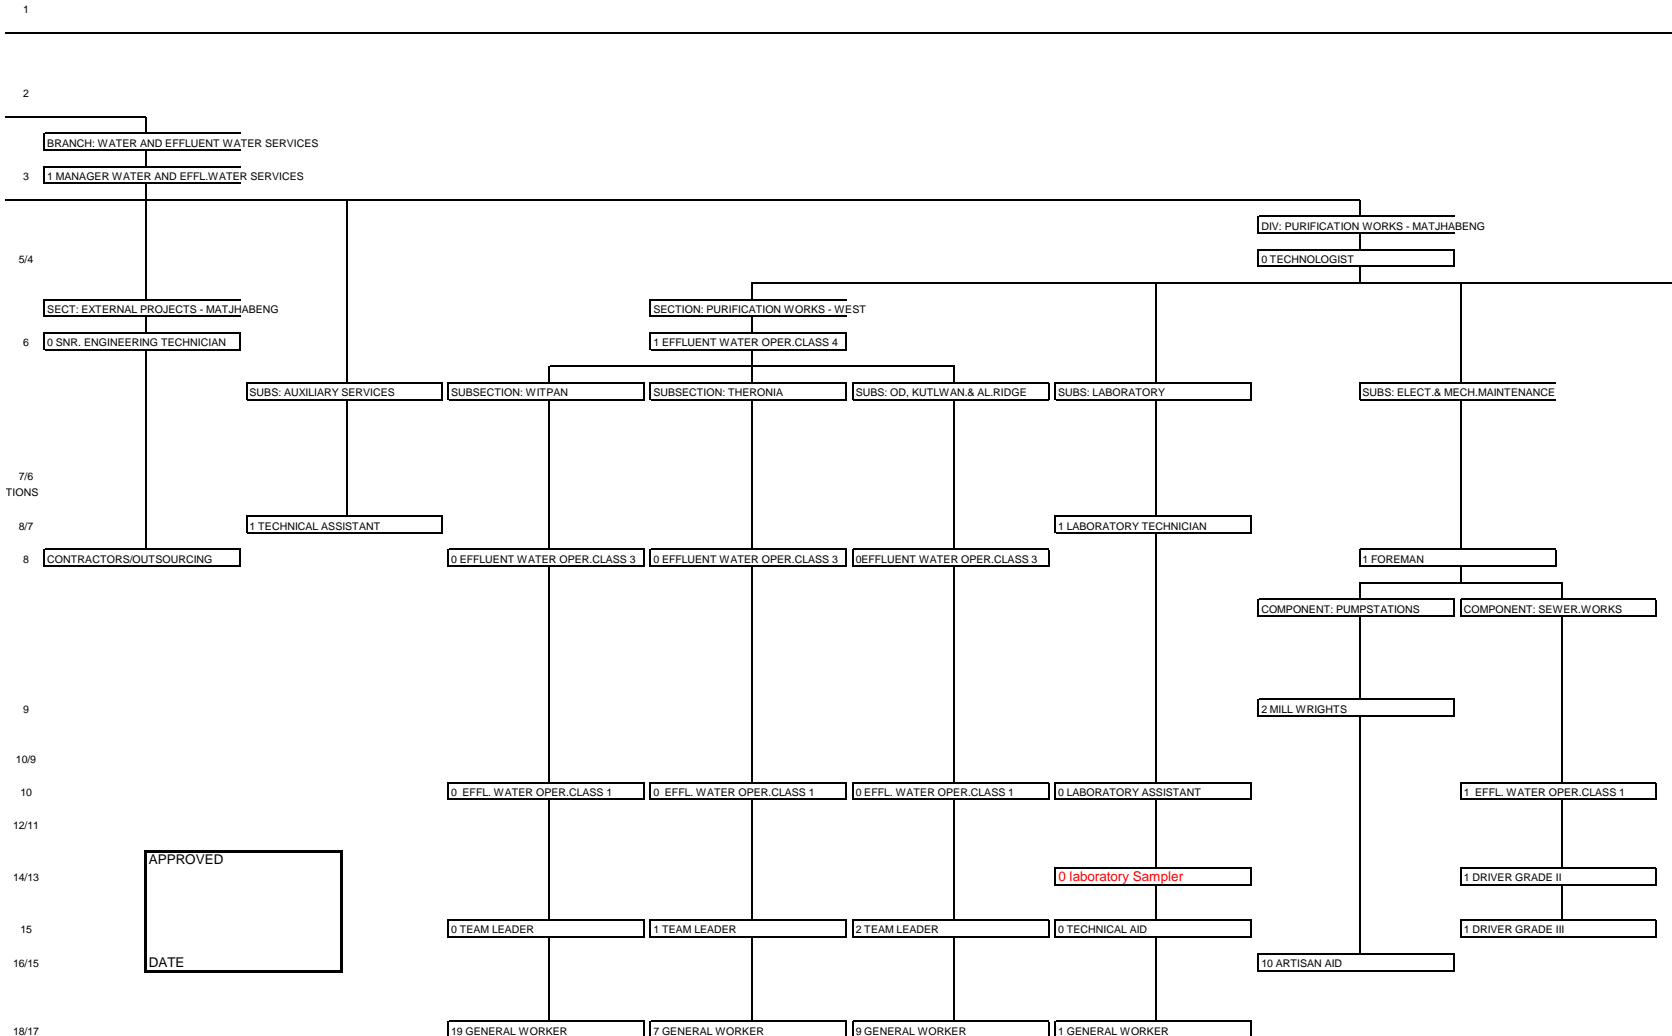 1
2
BRANCH: WATER AND EFFLUENT WATER SERVICES
3 1 MANAGER WATER AND EFFL.WATER SERVICES
DIV: PURIFICATION WORKS - MATJHABENG
5/4 0 TECHNOLOGIST
SECT: EXTERNAL PROJECTS - MATJHABENG SECTION: PURIFICATION WORKS - WEST
6 0 SNR. ENGINEERING TECHNICIAN 1 EFFLUENT WATER OPER.CLASS 4
SUBS: AUXILIARY SERVICES SUBSECTION: WITPAN SUBSECTION: THERONIA SUBS: OD, KUTLWAN.& AL.RIDGE SUBS: LABORATORY SUBS: ELECT.& MECH.MAINTENANCE
7/6
TIONS
8/7 1 TECHNICAL ASSISTANT 1 LABORATORY TECHNICIAN
8 CONTRACTORS/OUTSOURCING 0 EFFLUENT WATER OPER.CLASS 3 0 EFFLUENT WATER OPER.CLASS 3 0EFFLUENT WATER OPER.CLASS 3 1 FOREMAN
COMPONENT: PUMPSTATIONS COMPONENT: SEWER.WORKS
9 2 MILL WRIGHTS
10/9
10 0 EFFL. WATER OPER.CLASS 1 0 EFFL. WATER OPER.CLASS 1 0 EFFL. WATER OPER.CLASS 1 0 LABORATORY ASSISTANT 1 EFFL. WATER OPER.CLASS 1
12/11
APPROVED
14/13 0 laboratory Sampler 1 DRIVER GRADE II
15 0 TEAM LEADER 1 TEAM LEADER 2 TEAM LEADER 0 TECHNICAL AID 1 DRIVER GRADE III
16/15 DATE 10 ARTISAN AID
18/17 19 GENERAL WORKER 7 GENERAL WORKER 9 GENERAL WORKER 1 GENERAL WORKER